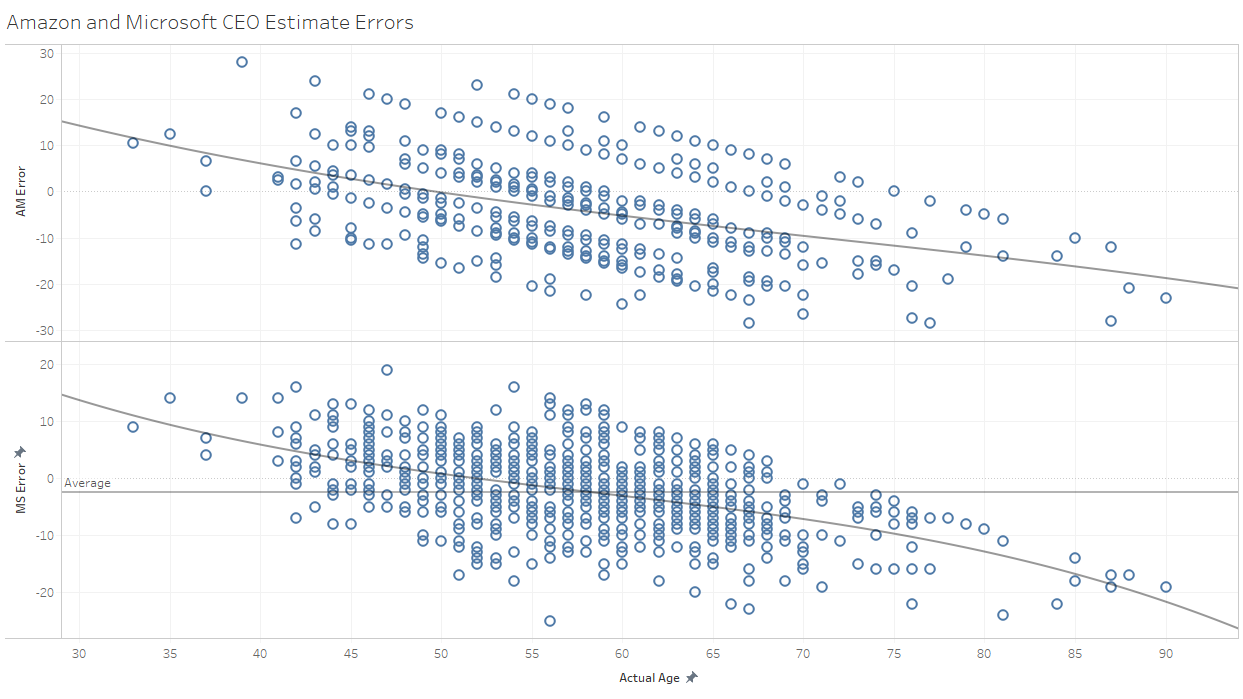 Amazon and Microsoft CEO Estimate Errors
30
20
10
0
-10
-20
-30
AM Error
20
10
0
-10
-20
MS Error
Average
30 35 40 45 50 55 60 65 70 75 80 85 90
Actual Age